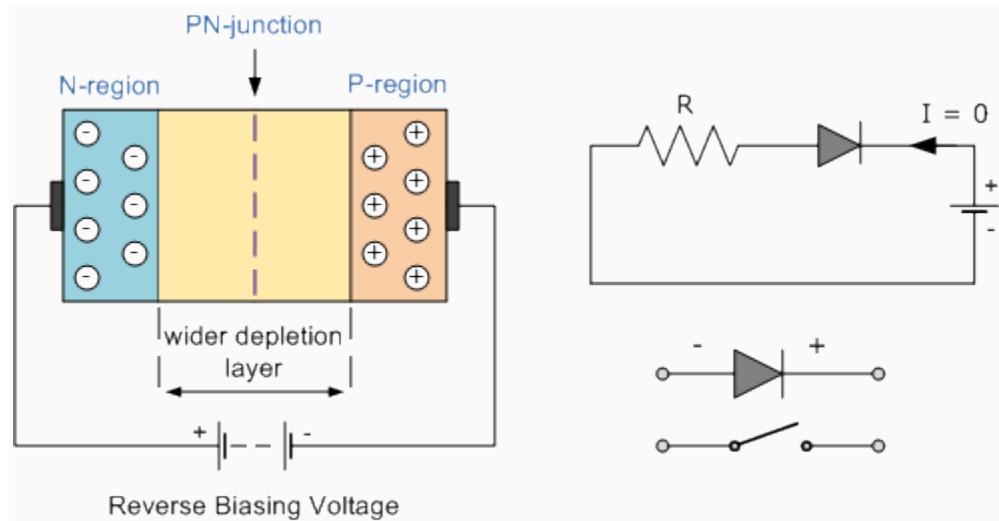 PN-junction
N-region
P-region
wider depletion
layer
+ -
Reverse Biasing Voltage
R
I = 0
+
-
- +